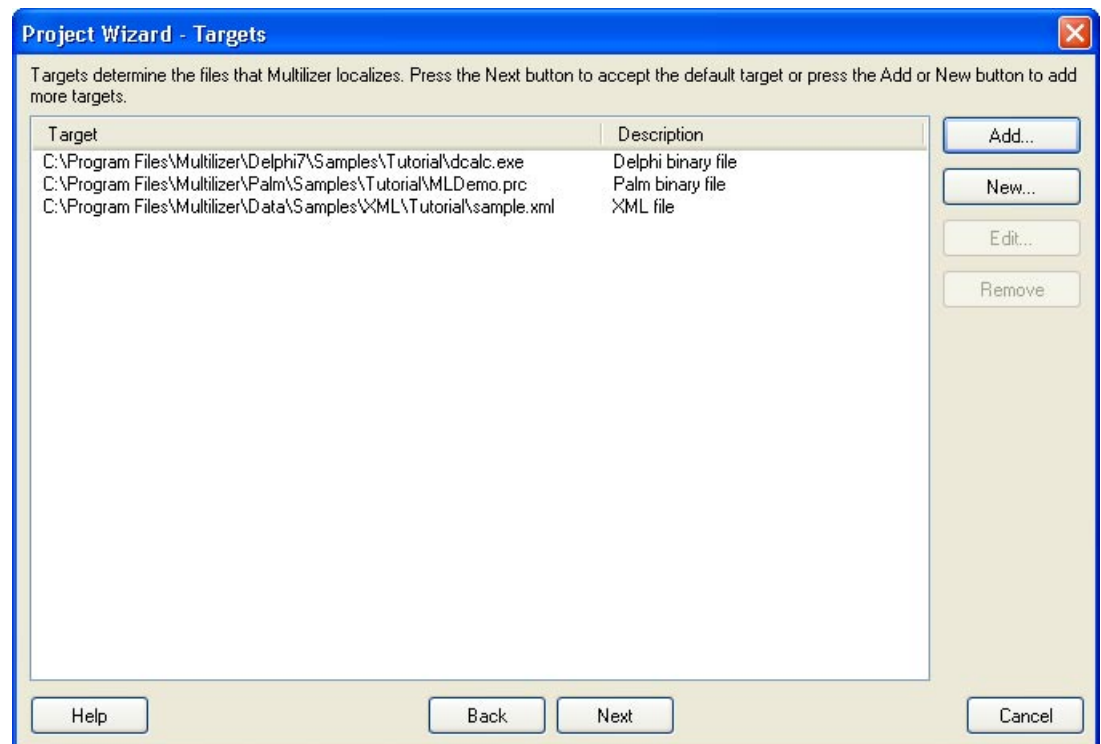 Project Wizard - Targets
Targets determine the files that Multilizer localizes. Press the Next button to accept the default target or press the Add or New button to add
more targets.
Target Description
C:\Program Files\Multilizer\Delphi7\Samples\Tutorial\dcalc.exe Delphi binary file
C:\Program Files\Multilizer\Palm\Samples\Tutorial\MLDemo.prc Palm binary file
C:\Program Files\Multilizer\Data\Samples\XML\Tutorial\sample.xml XML file
Add...
New...
Edit...
Remove
Help Back Next Cancel